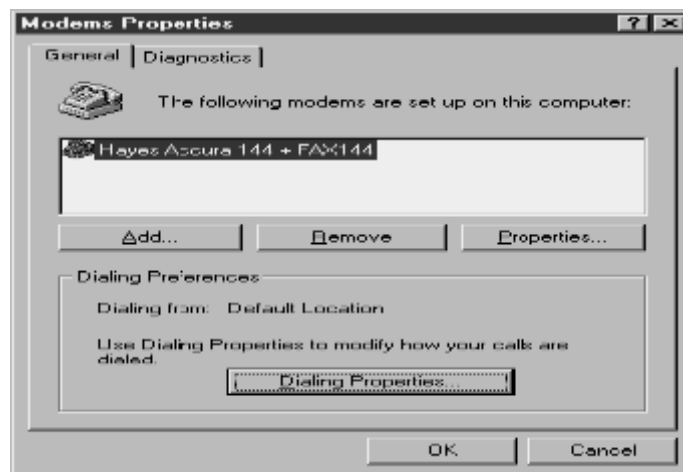 Modems Properties
General
Diagnostics
The following modems are set up on this computer:
Hayes Accura 144 + FAX144
Add...
Remove
Properties...
Dialing Preferences
Dialing from: Default Location
Use Dialing Properties to modify how your calls are
dialed.
Dialing Properties...
OK
Cancel